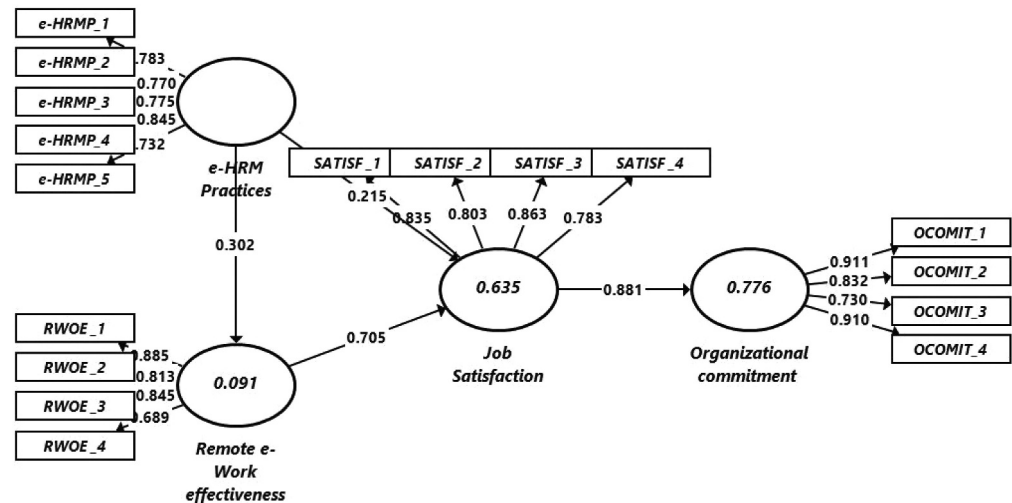 e-HRMP_1
e-HRMP_2
e-HRMP_3
e-HRMP_4
e-HRMP_5
.783
0.770
0.775
0.845
.732
e-HRM
Practices
SATISF_1
SATISF_2
SATISF_3
SATISF_4
0.215
0.835
0.803
0.863
0.783
0.302
0.635
Job
Satisfaction
0.881
0.776
Organizational
commitment
0.911
0.832
0.730
0.910
OCOMIT_1
OCOMIT_2
OCOMIT_3
OCOMIT_4
RWOE_1
RWOE_2
RWOE_3
RWOE_4
0.885
0.813
0.845
0.689
0.091
0.705
Remote e-
Work
effectiveness